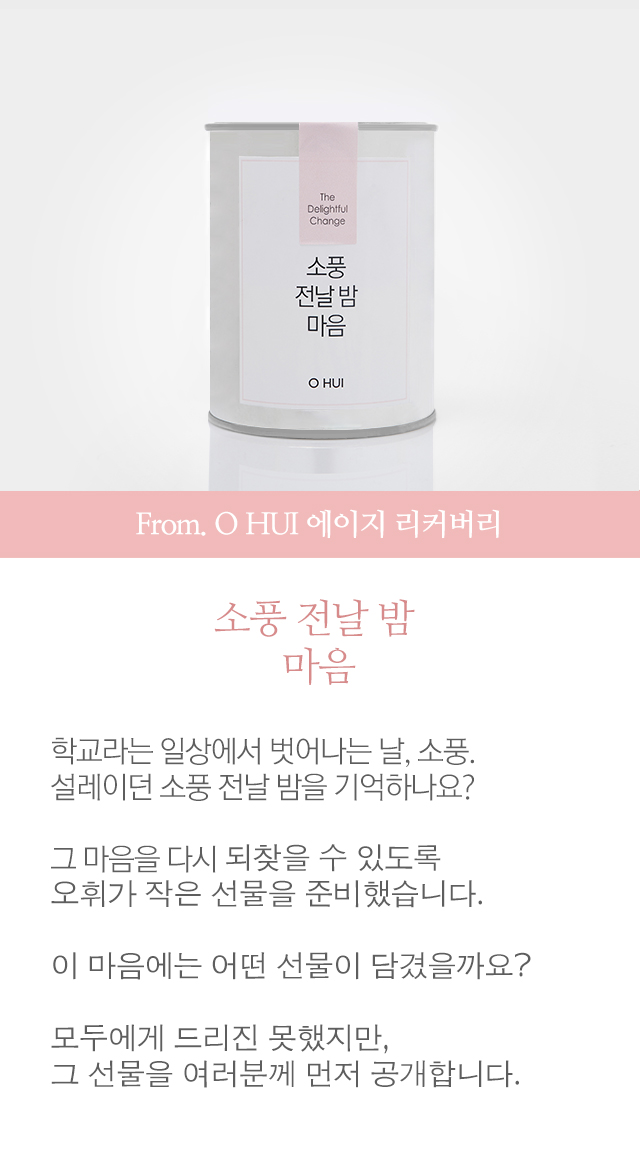 The
Delightful
Change
소풍
전날 밤
마음
O HUI
From. O HUI 에이지 리커버리
소풍 전날 밤
마음
학교라는 일상에서 벗어나는 날, 소풍.
설레이던 소풍 전날 밤을 기억하나요?
그 마음을 다시 되찾을 수 있도록
오휘가 작은 선물을 준비했습니다.
이 마음에는 어떤 선물이 담겼을까요?
모두에게 드리진 못했지만,
그 선물을 여러분께 먼저 공개합니다.